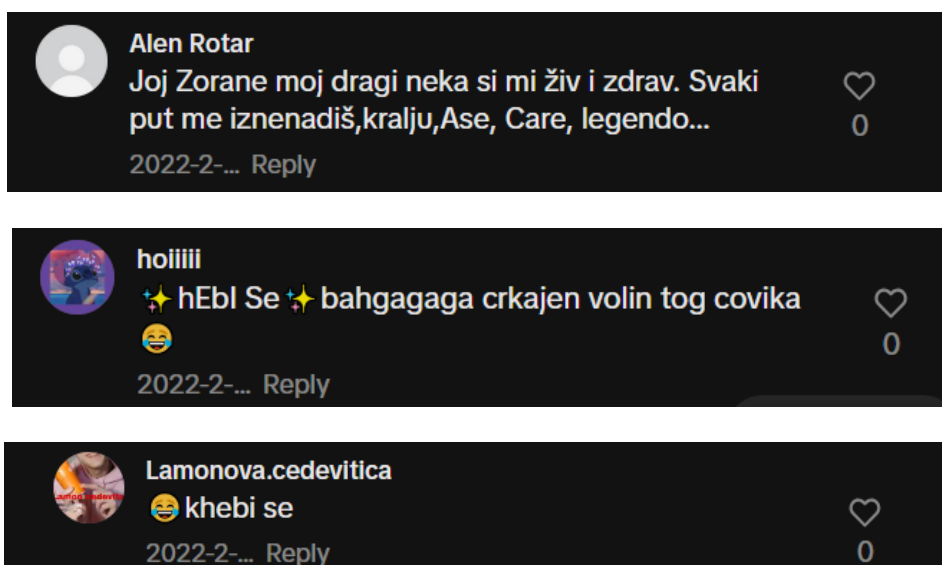 Alen Rotar
Joj Zorane moj dragi neka si mi živ i zdrav. Svaki
put me iznenadiš,kralju,Ase, Care, legendo...
0
2022-2-... Reply
hoiiiii
✨hEbI Se✨bahgagaga crkajen volin tog covika
😂
0
2022-2-... Reply
Lamonova.cedevitica
😂khebi se
0
2022-2-... Reply